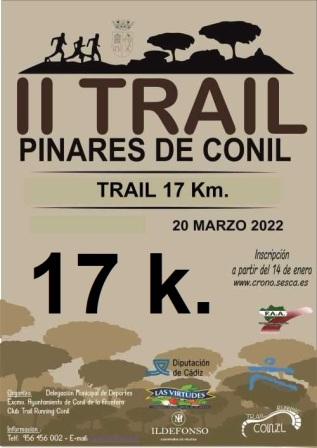 II TRAIL
PINARES DE CONIL
TRAIL 17 Km.
20 MARZO 2022
17 k.
Inscripción
a partir del 14 de enero
www.crono.sesca.es
F.A.A.
Diputación
de Cádiz
LAS VIRTUDES
ILDEFONSO
TRAIL RUNNING
CONIL
Organiza: Delegación Municipal de Deportes
Excmo. Ayuntamiento de Conil de la Frontera
Club Trail Running Conil
Información :
Telf: 956 456 002 - E-mail: